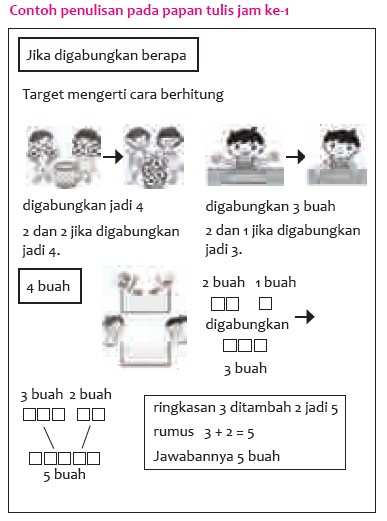 Contoh penulisan pada papan tulis jam ke-1
Jika digabungkan berapa
Target mengerti cara berhitung
digabungkan jadi 4
2 dan 2 jika digabungkan
jadi 4.
digabungkan 3 buah
2 dan 1 jika digabungkan
jadi 3.
4 buah
2 buah 1 buah
digabungkan
3 buah
3 buah 2 buah
5 buah
ringkasan 3 ditambah 2 jadi 5
rumus 3 + 2 = 5
Jawabannya 5 buah